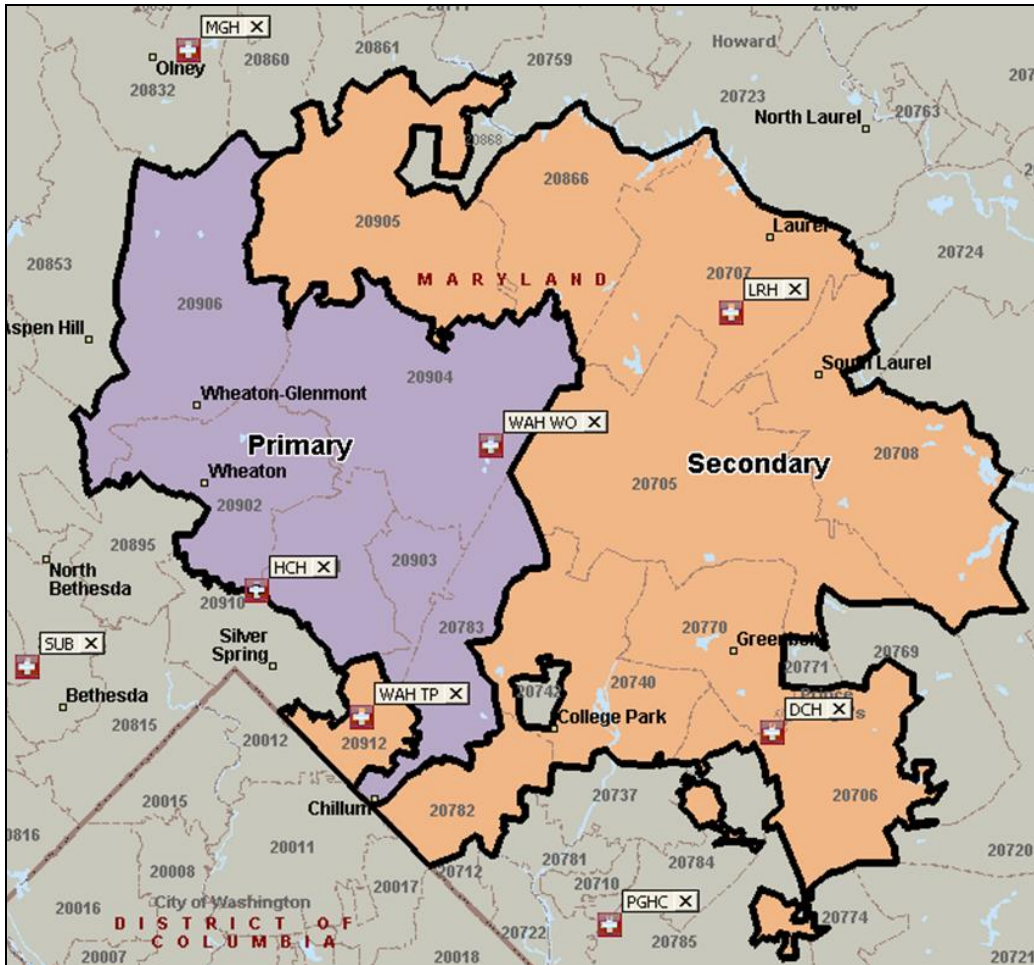 20833
20777
20861
20759
Howard
MGH X
Olney
20832
20860
20723
20763
North Laurel
20868
20866
20905
Laurel
20724
20853
MARYLAND
20707
LRH X
20906
Aspen Hill
20904
South Laurel
Wheaton-Glenmont
WAH WO X
Primary
Secondary
20708
Wheaton
20705
20902
20895
20903
North
Bethesda
HCH X
20910
20783
20770
Greenbelt
20769
Silver
Spring
SUB X
20771
20742
20740
Prince
WAH TP X
DCH X
Bethesda
20815
College Park
20012
20912
Chillum
20782
20737
20706
20015
20816
20011
20781
20784
20720
20008
20712
20710
20017
City of Washington
PGHC X
20016
DISTRICT OF
COLUMBIA
20722
20785
20774
20007
20018
20721